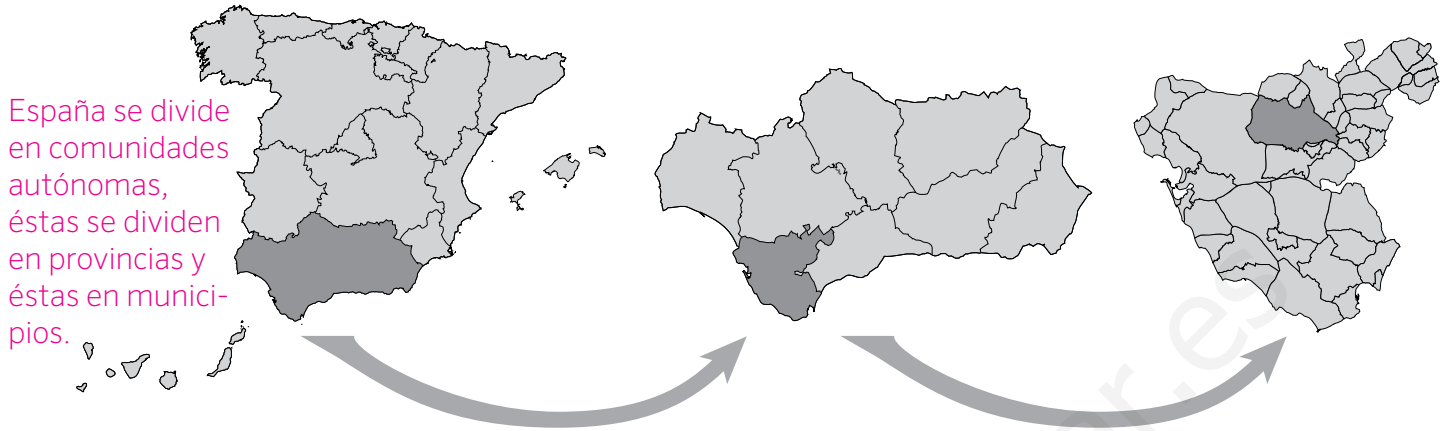 España se divide
en comunidades
autónomas,
éstas se dividen
en provincias y
éstas en munici-
pios.